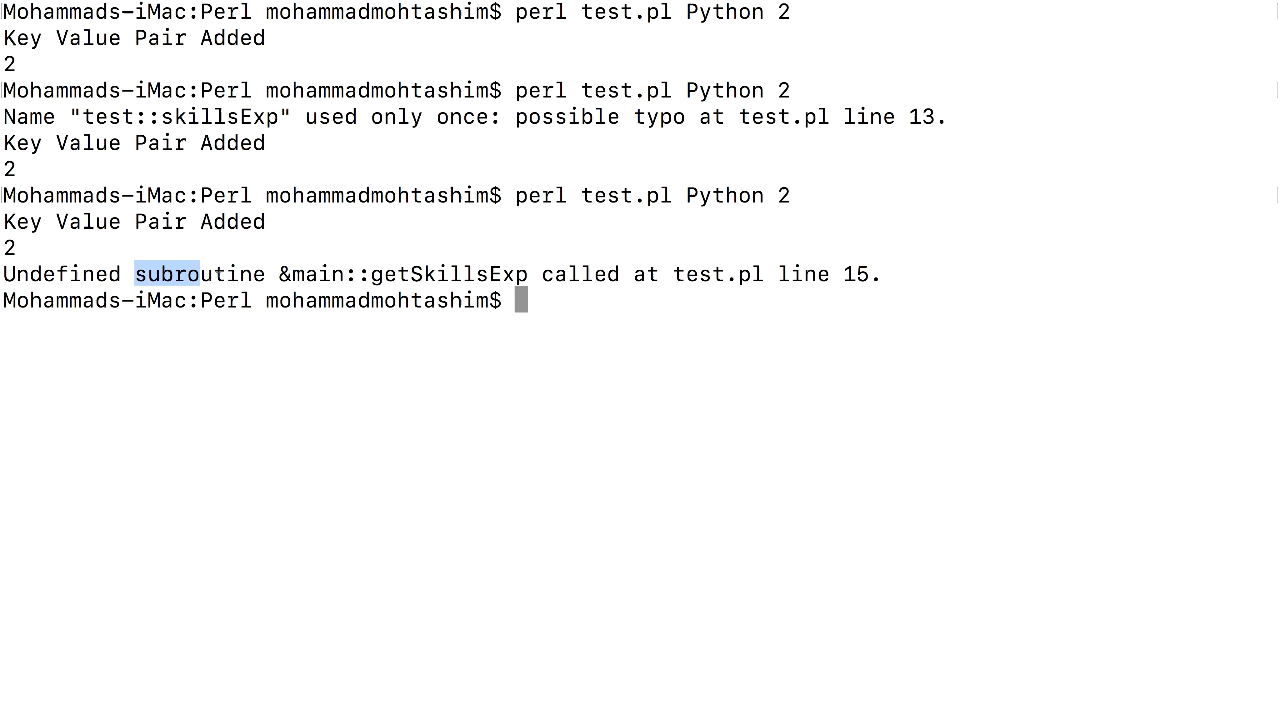 Mohammads-iMac:Perl mohammadmohtashim$ perl test.pl Python 2
Key Value Pair Added
2
Mohammads-iMac:Perl mohammadmohtashim$ perl test.pl Python 2
Name "test::skillsExp" used only once: possible typo at test.pl line 13.
Key Value Pair Added
2
Mohammads-iMac:Perl mohammadmohtashim$ perl test.pl Python 2
Key Value Pair Added
2
Undefined subroutine &main::getSkillsExp called at test.pl line 15.
Mohammads-iMac:Perl mohammadmohtashim$